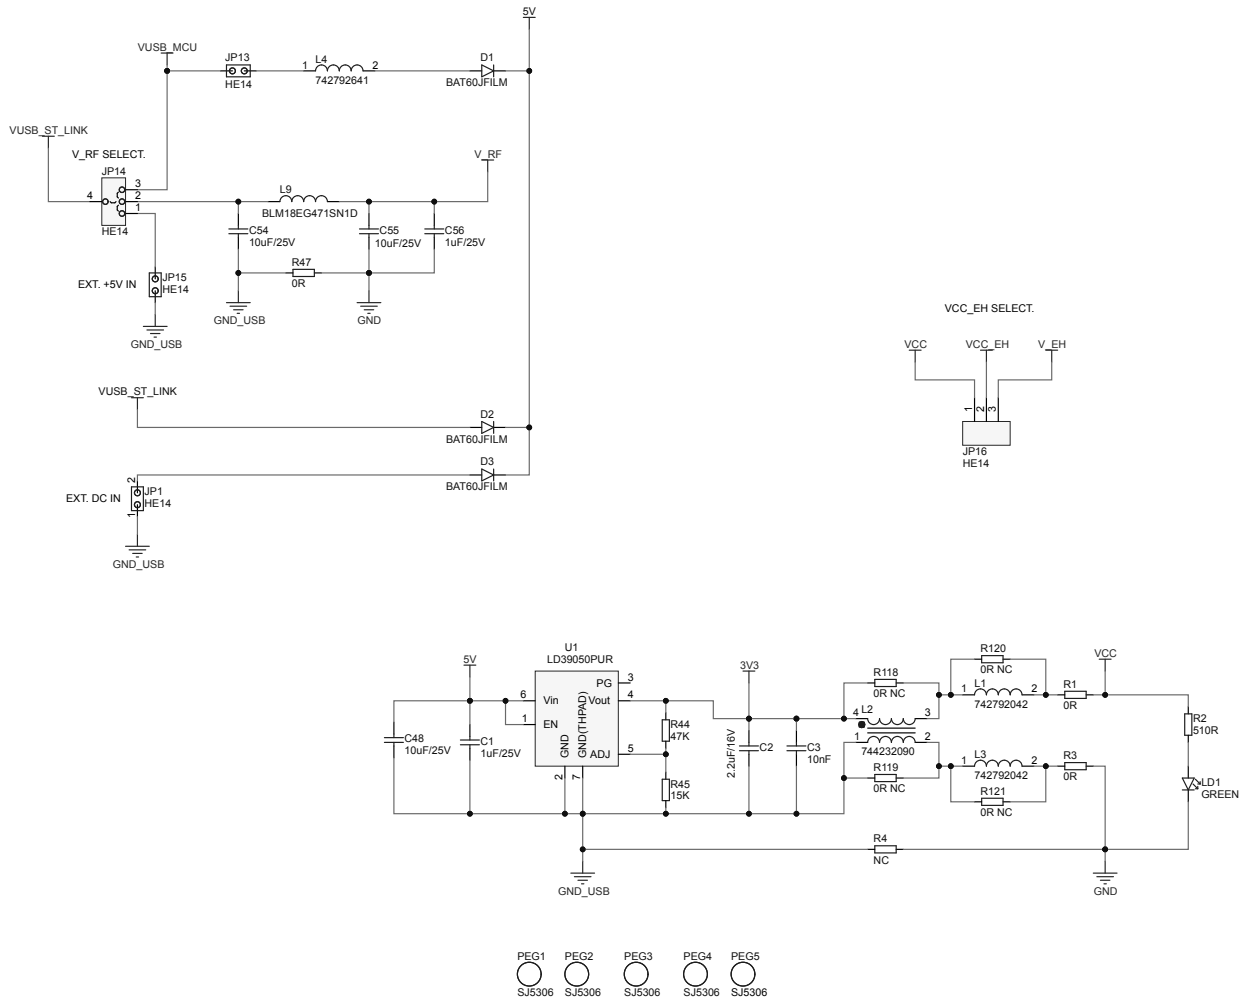 5V
VUSB_MCU
JP13
HE14
1
L4
2
742792641
D1
BAT60JFILM
VUSB_ST_LINK
V_RF SELECT.
JP14
4
3
2
1
HE14
V_RF
L9
BLM18EG471SN1D
C54
10uF/25V
C55
10uF/25V
C56
1uF/25V
R47
0R
EXT. +5V IN
JP15
HE14
GND_USB
GND
GND_USB
VCC_EH SELECT.
VCC
VCC_EH
V_EH
1
2
3
JP16
HE14
VUSB_ST_LINK
D2
BAT60JFILM
D3
BAT60JFILM
EXT. DC IN
2
1
JP1
HE14
GND_USB
U1
LD39050PUR
5V
6
Vin
1
EN
PG
3
Vout
4
ADJ
5
GND
GND(THPAD)
2
7
C48
10uF/25V
C1
1uF/25V
R44
47K
R45
15K
3V3
2.2uF/16V
C2
C3
10nF
R118
0R NC
4
L2
3
1
2
744232090
R119
0R NC
R120
0R NC
1
L1
2
742792042
R1
0R
VCC
1
L3
2
742792042
R3
0R
R121
0R NC
R2
510R
LD1
GREEN
R4
NC
GND_USB
GND
PEG1
SJ5306
PEG2
SJ5306
PEG3
SJ5306
PEG4
SJ5306
PEG5
SJ5306